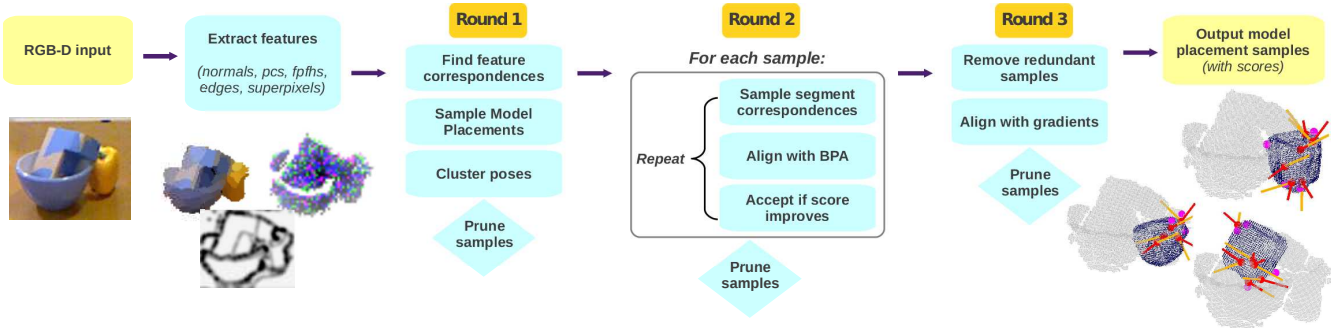 RGB-D input
Extract features
(normals, pcs, fpfhs,
edges, superpixels)
Round 1
Find feature
correspondences
Sample Model
Placements
Cluster poses
Prune
samples
Round 2
For each sample:
Repeat
Sample segment
correspondences
Align with BPA
Accept if score
improves
Prune
samples
Round 3
Remove redundant
samples
Align with gradients
Prune
samples
Output model
placement samples
(with scores)